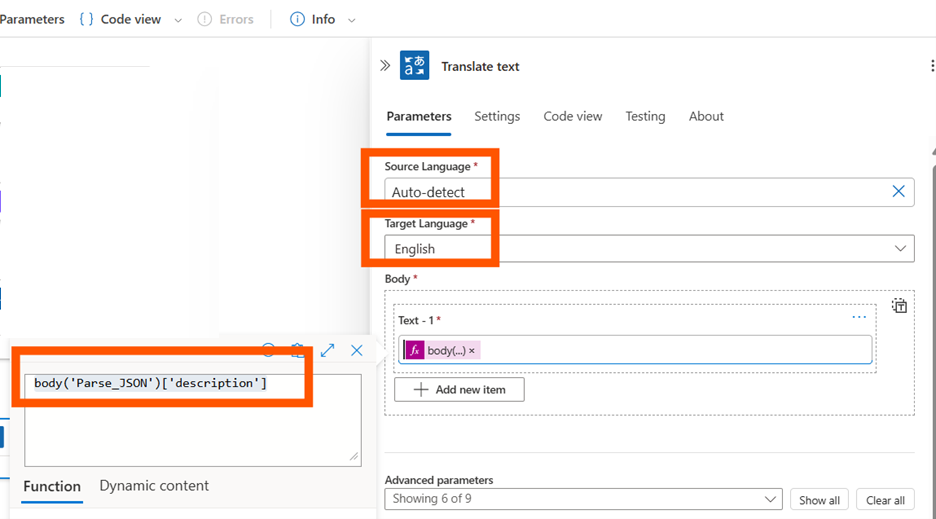 Parameters { } Code view Errors Info
Translate text
Parameters Settings Code view Testing About
Source Language *
Auto-detect
Target Language *
English
Body *
Text - 1 *
fx body(...) ×
+ Add new item
body('Parse_JSON')['description']
Function Dynamic content
Advanced parameters
Showing 6 of 9 Show all Clear all